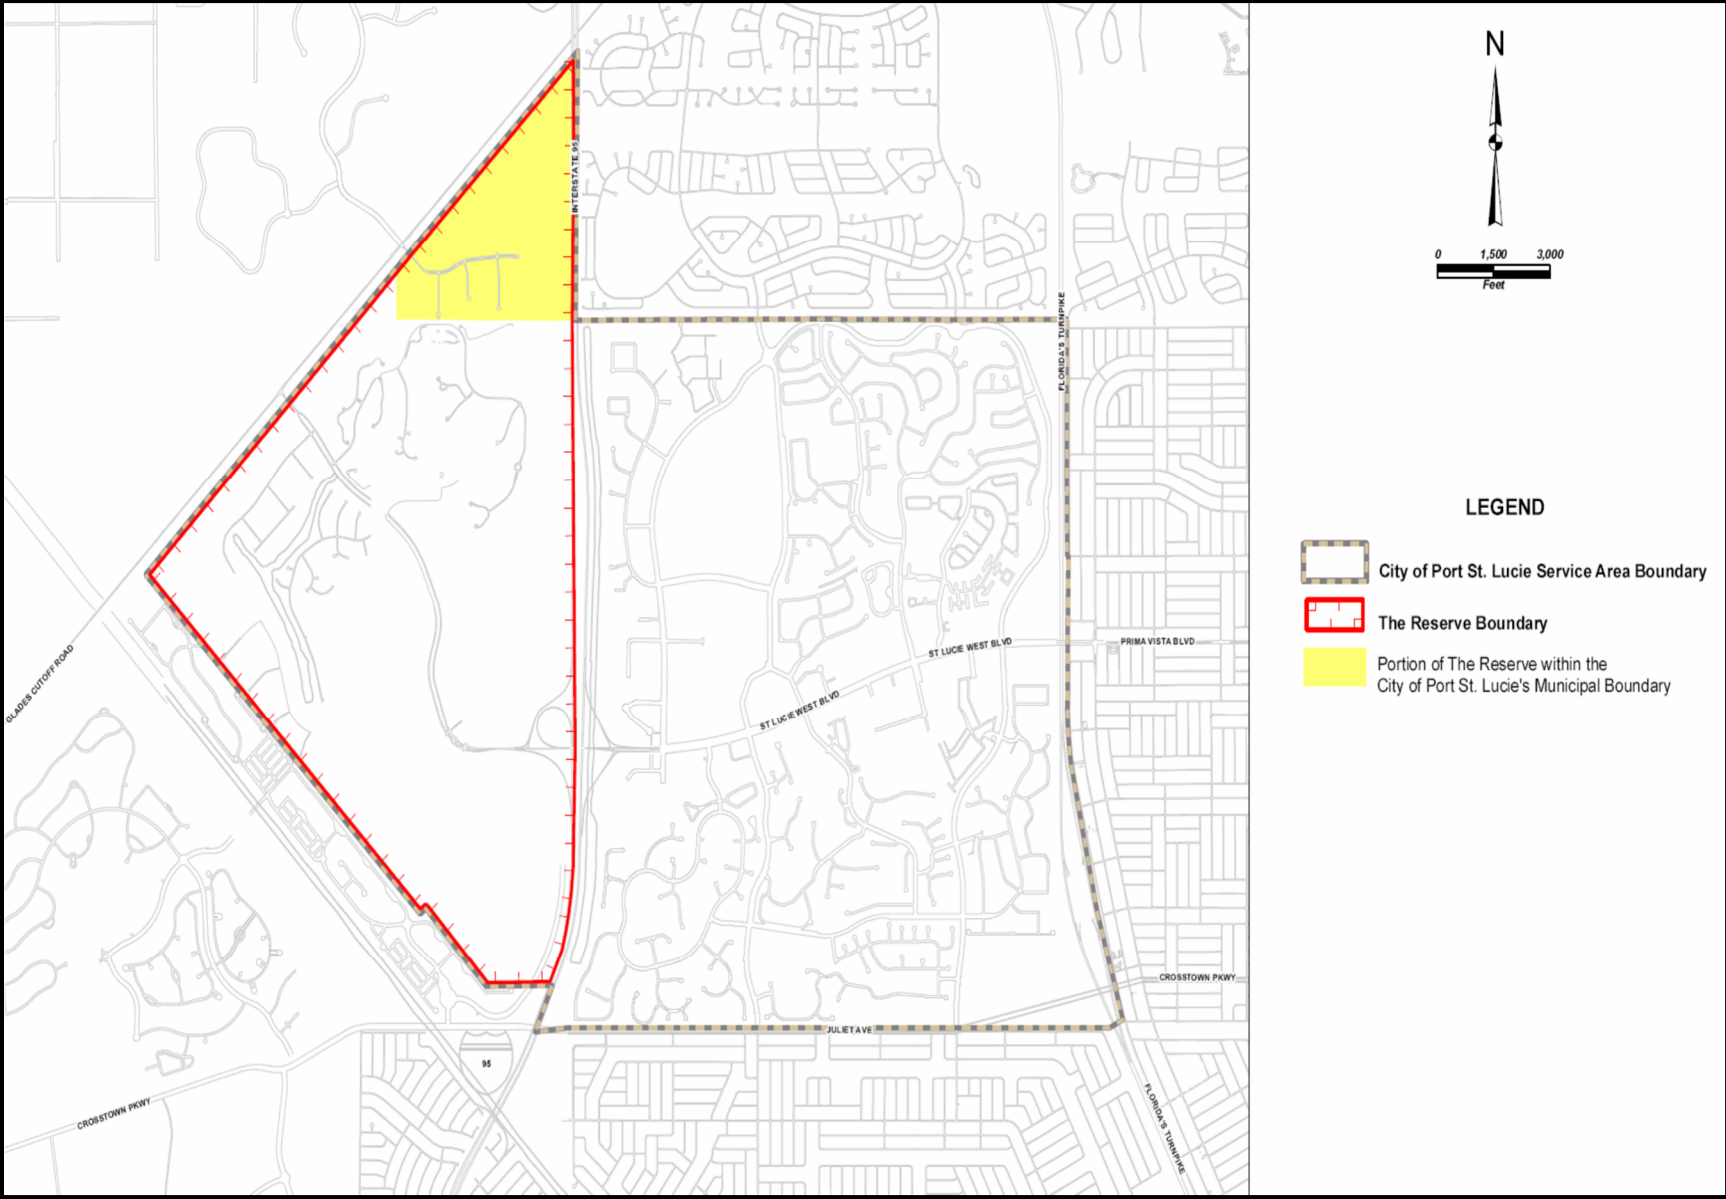 N
0 1,500 3,000
Feet
INTERSTATE 95
FLORIDA'S TURNPIKE
LEGEND
City of Port St. Lucie Service Area Boundary
The Reserve Boundary
Portion of The Reserve within the
City of Port St. Lucie's Municipal Boundary
GLADES CUTOFF ROAD
ST LUCIE WEST BLVD
PRIMA VISTA BLVD
ST LUCIE WEST BLVD
CROSSTOWN PKWY
JULIET AVE
95
CROSSTOWN PKWY
FLORIDA'S TURNPIKE